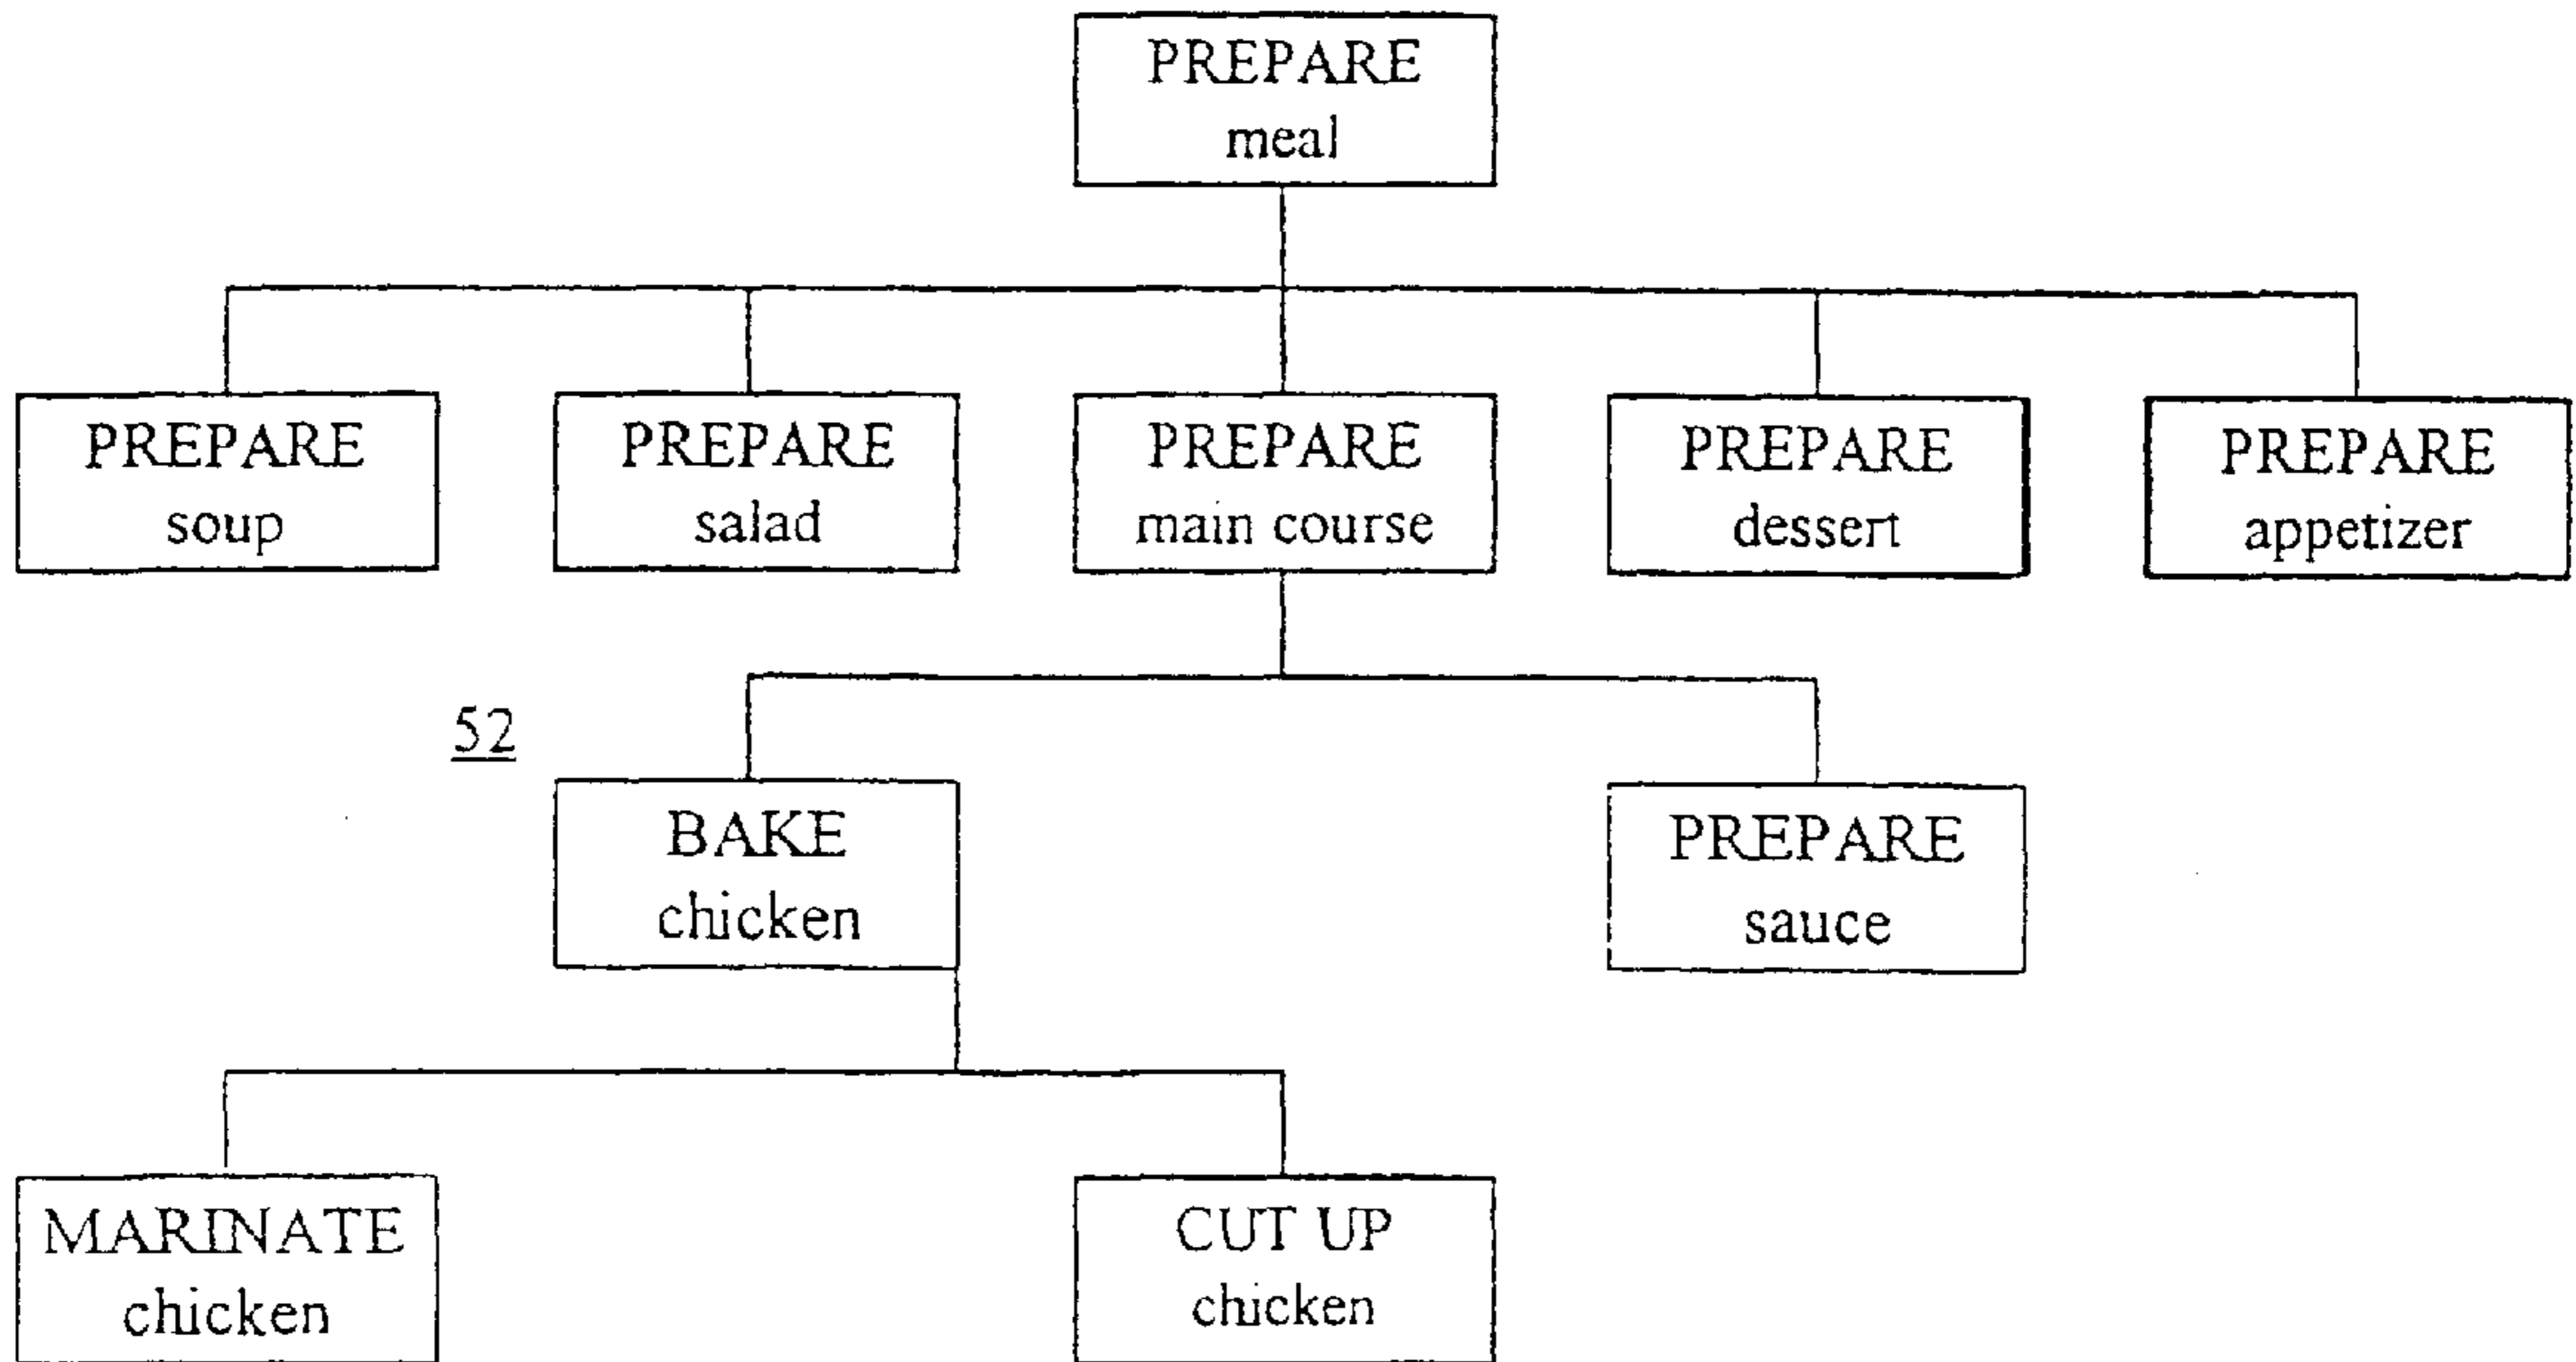 PREPARE
meal
PREPARE
soup
PREPARE
salad
PREPARE
main course
PREPARE
dessert
PREPARE
appetizer
52
BAKE
chicken
PREPARE
sauce
MARINATE
chicken
CUT UP
chicken